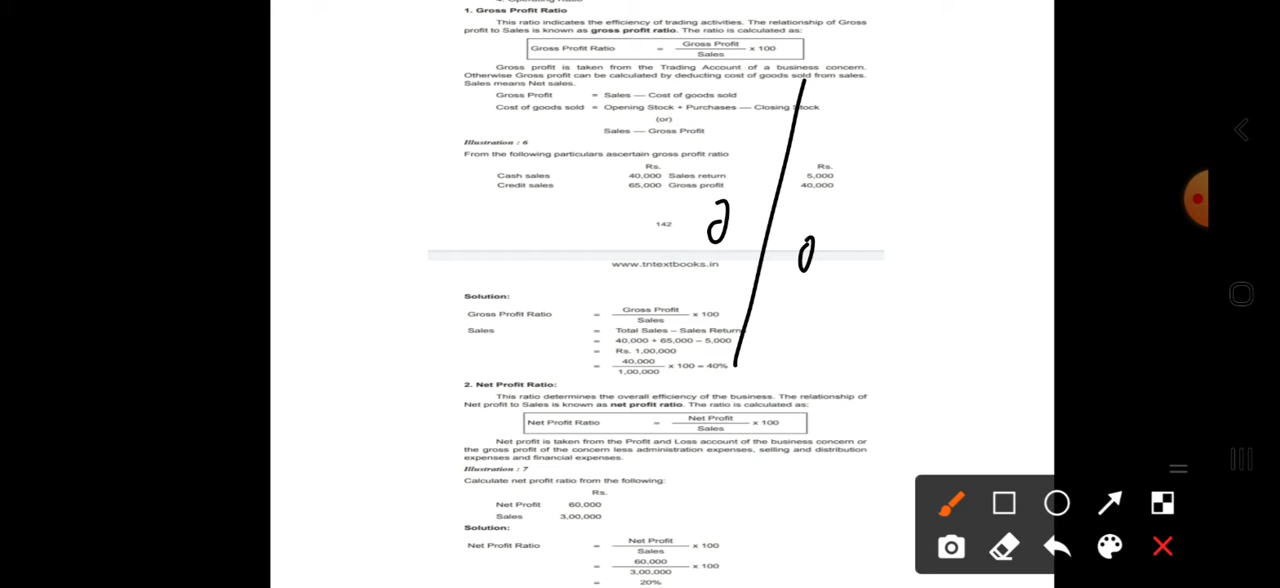 4. Operating Ratio
1. Gross Profit Ratio
This ratio indicates the efficiency of trading activities. The relationship of Gross
profit to Sales is known as gross profit ratio. The ratio is calculated as:
Gross Profit Ratio = Gross Profit / Sales x 100
Gross profit is taken from the Trading Account of a business concern.
Otherwise Gross profit can be calculated by deducting cost of goods sold from sales.
Sales means Net sales.
Gross Profit = Sales — Cost of goods sold
Cost of goods sold = Opening Stock + Purchases — Closing Stock
(or)
Sales — Gross Profit
Illustration : 6
From the following particulars ascertain gross profit ratio
Rs. Rs.
Cash sales 40,000 Sales return 5,000
Credit sales 65,000 Gross profit 40,000
142
www.tntextbooks.in
Solution:
Gross Profit Ratio = Gross Profit / Sales x 100
Sales = Total Sales – Sales Return
= 40,000 + 65,000 – 5,000
= Rs. 1,00,000
= 40,000 / 1,00,000 x 100 = 40%
2. Net Profit Ratio:
This ratio determines the overall efficiency of the business. The relationship of
Net profit to Sales is known as net profit ratio. The ratio is calculated as:
Net Profit Ratio = Net Profit / Sales x 100
Net profit is taken from the Profit and Loss account of the business concern or
the gross profit of the concern less administration expenses, selling and distribution
expenses and financial expenses.
Illustration : 7
Calculate net profit ratio from the following:
Rs.
Net Profit 60,000
Sales 3,00,000
Solution:
Net Profit Ratio = Net Profit / Sales x 100
= 60,000 / 3,00,000 x 100
= 20%